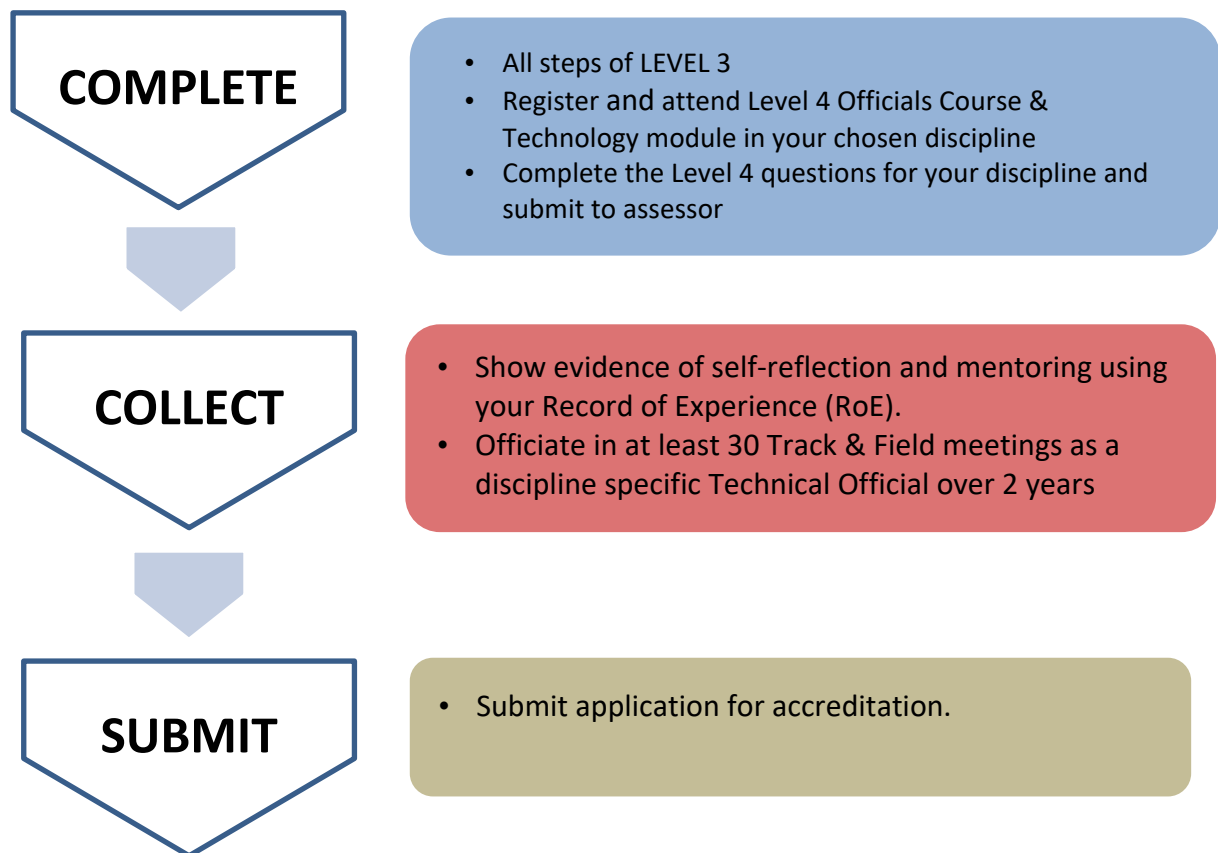 COMPLETE
• All steps of LEVEL 3
• Register and attend Level 4 Officials Course &
Technology module in your chosen discipline
• Complete the Level 4 questions for your discipline and
submit to assessor
COLLECT
• Show evidence of self-reflection and mentoring using
your Record of Experience (RoE).
• Officiate in at least 30 Track & Field meetings as a
discipline specific Technical Official over 2 years
SUBMIT
• Submit application for accreditation.